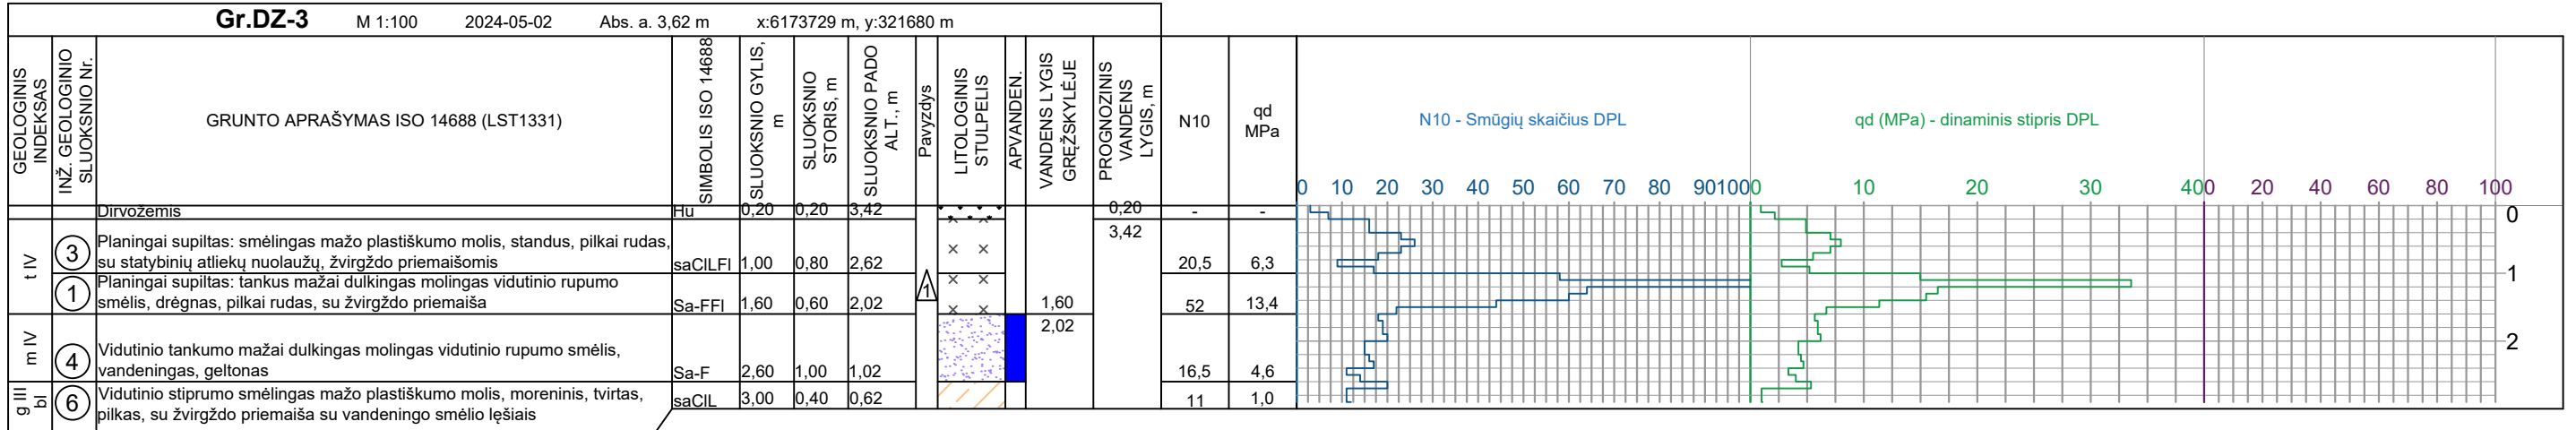 Gr.DZ-3 M 1:100 2024-05-02 Abs. a. 3,62 m x:6173729 m, y:321680 m
GEOLOGINIS
INDEKSAS
INŽ. GEOLOGINIO
SLUOKSNIO Nr.
GRUNTO APRAŠYMAS ISO 14688 (LST1331)
SIMBOLIS ISO 14688
SLUOKSNIO GYLIS,
m
SLUOKSNIO
STORIS, m
SLUOKSNIO PADO
ALT., m
Pavyzdys
LITOLOGINIS
STULPELIS
APVANDEN.
VANDENS LYGIS
GRĘŽSKYLĖJE
PROGNOZINIS
VANDENS
LYGIS, m
N10
qd
MPa
N10 - Smūgių skaičius DPL
qd (MPa) - dinaminis stipris DPL
0 10 20 30 40 50 60 70 80 90 100
0 10 20 30 40
0 20 40 60 80 100
Dirvožemis Hu 0,20 0,20 3,42 0,20 - - 0
3,42
t IV
3
Planingai supiltas: smėlingas mažo plastiškumo molis, standus, pilkai rudas,
su statybinių atliekų nuolaužų, žvirgždo priemaišomis saClLFl 1,00 0,80 2,62 20,5 6,3
1
1
Planingai supiltas: tankus mažai dulkingas molingas vidutinio rupumo
smėlis, drėgnas, pilkai rudas, su žvirgždo priemaiša Sa-FFl 1,60 0,60 2,02 1 1,60 52 13,4
2,02
m IV
4
Vidutinio tankumo mažai dulkingas molingas vidutinio rupumo smėlis,
vandeningas, geltonas Sa-F 2,60 1,00 1,02 16,5 4,6
2
g III
bl
6
Vidutinio stiprumo smėlingas mažo plastiškumo molis, moreninis, tvirtas,
pilkas, su žvirgždo priemaiša su vandeningo smėlio lęšiais saClL 3,00 0,40 0,62 11 1,0